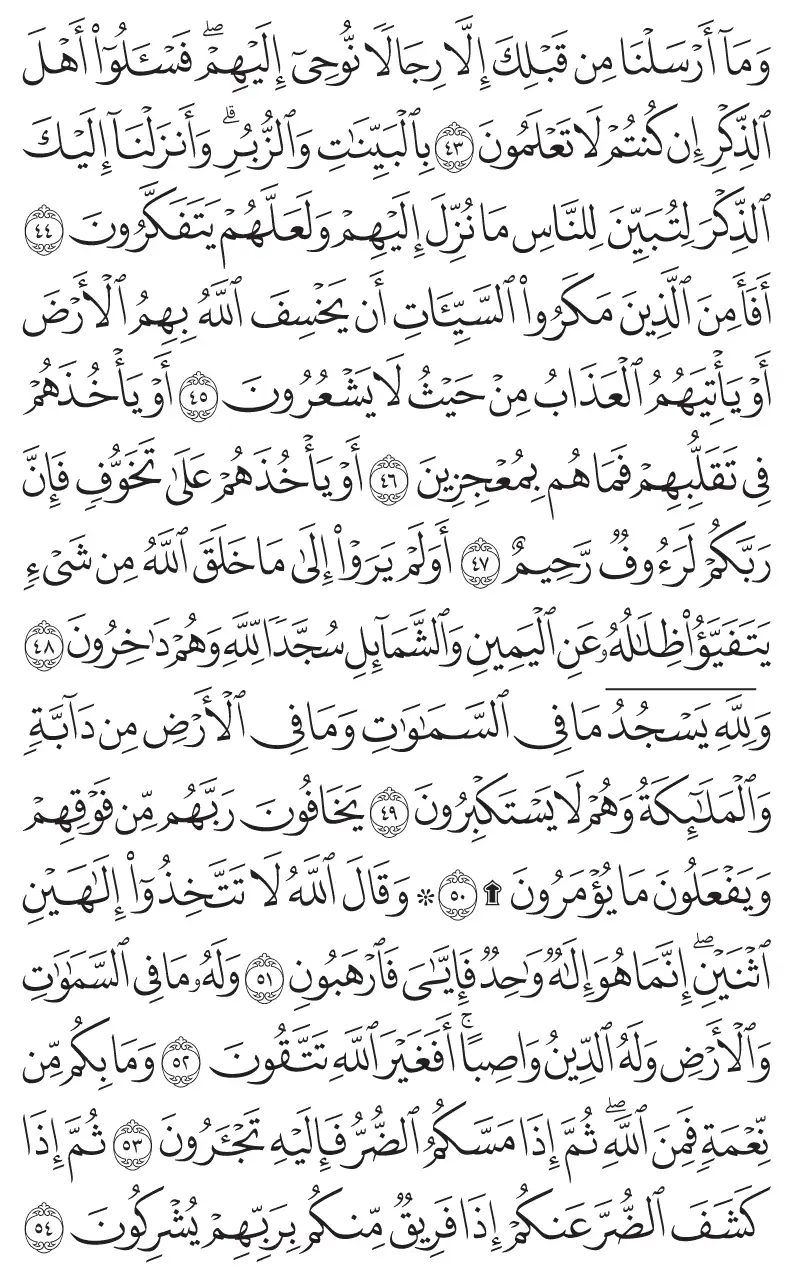 وَمَآ أَرۡسَلۡنَا مِن قَبۡلِكَ إِلَّا رِجَالٗا نُّوحِيٓ إِلَيۡهِمۡۖ فَسۡـَٔلُوٓاْ أَهۡلَ
ٱلذِّكۡرِ إِن كُنتُمۡ لَا تَعۡلَمُونَ ٤٣ بِٱلۡبَيِّنَٰتِ وَٱلزُّبُرِۗ وَأَنزَلۡنَآ إِلَيۡكَ
ٱلذِّكۡرَ لِتُبَيِّنَ لِلنَّاسِ مَا نُزِّلَ إِلَيۡهِمۡ وَلَعَلَّهُمۡ يَتَفَكَّرُونَ ٤٤
أَفَأَمِنَ ٱلَّذِينَ مَكَرُواْ ٱلسَّيِّـَٔاتِ أَن يَخۡسِفَ ٱللَّهُ بِهِمُ ٱلۡأَرۡضَ
أَوۡ يَأۡتِيَهُمُ ٱلۡعَذَابُ مِنۡ حَيۡثُ لَا يَشۡعُرُونَ ٤٥ أَوۡ يَأۡخُذَهُمۡ
فِي تَقَلُّبِهِمۡ فَمَا هُم بِمُعۡجِزِينَ ٤٦ أَوۡ يَأۡخُذَهُمۡ عَلَىٰ تَخَوُّفٖ فَإِنَّ
رَبَّكُمۡ لَرَءُوفٞ رَّحِيمٌ ٤٧ أَوَلَمۡ يَرَوۡاْ إِلَىٰ مَا خَلَقَ ٱللَّهُ مِن شَيۡءٖ
يَتَفَيَّؤُاْ ظِلَٰلُهُۥ عَنِ ٱلۡيَمِينِ وَٱلشَّمَآئِلِ سُجَّدٗا لِّلَّهِ وَهُمۡ دَٰخِرُونَ ٤٨
وَلِلَّهِۤ يَسۡجُدُۤ مَا فِي ٱلسَّمَٰوَٰتِ وَمَا فِي ٱلۡأَرۡضِ مِن دَآبَّةٖ
وَٱلۡمَلَٰٓئِكَةُ وَهُمۡ لَا يَسۡتَكۡبِرُونَ ٤٩ يَخَافُونَ رَبَّهُم مِّن فَوۡقِهِمۡ
وَيَفۡعَلُونَ مَا يُؤۡمَرُونَ ۩ ٥٠ ۞ وَقَالَ ٱللَّهُ لَا تَتَّخِذُوٓاْ إِلَٰهَيۡنِ
ٱثۡنَيۡنِۖ إِنَّمَا هُوَ إِلَٰهٞ وَٰحِدٞ فَإِيَّٰيَ فَٱرۡهَبُونِ ٥١ وَلَهُۥ مَا فِي ٱلسَّمَٰوَٰتِ
وَٱلۡأَرۡضِ وَلَهُ ٱلدِّينُ وَاصِبًاۚ أَفَغَيۡرَ ٱللَّهِ تَتَّقُونَ ٥٢ وَمَا بِكُم مِّن
نِّعۡمَةٖ فَمِنَ ٱللَّهِۖ ثُمَّ إِذَا مَسَّكُمُ ٱلضُّرُّ فَإِلَيۡهِ تَجۡـَٔرُونَ ٥٣ ثُمَّ إِذَا
كَشَفَ ٱلضُّرَّ عَنكُمۡ إِذَا فَرِيقٞ مِّنكُم بِرَبِّهِمۡ يُشۡرِكُونَ ٥٤